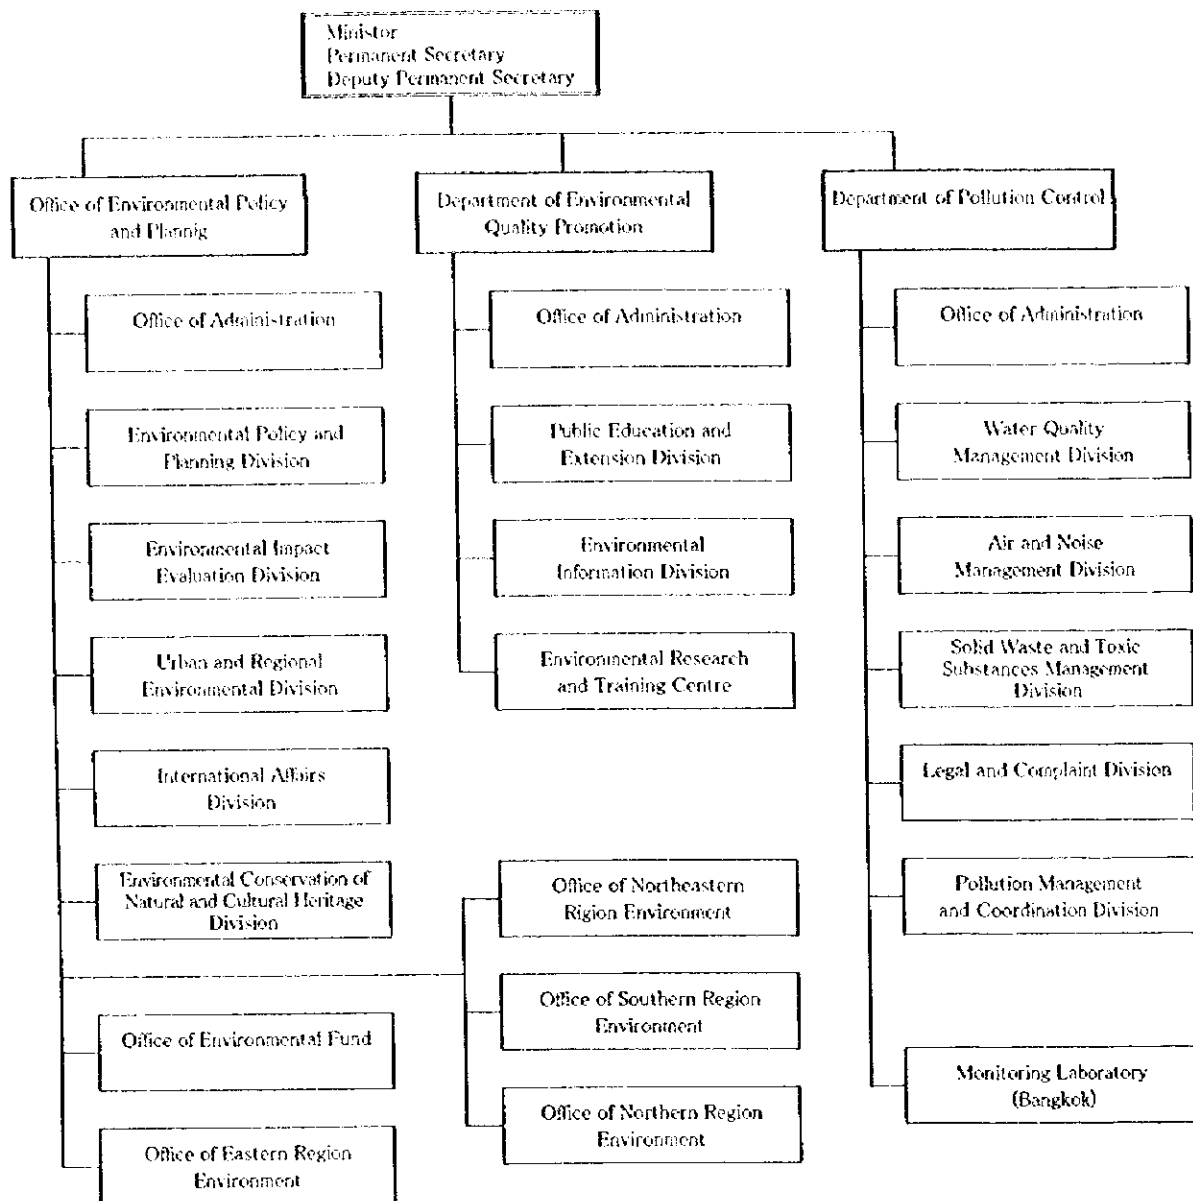 Ministor
Permanent Secretary
Deputy Permanent Secretary
Office of Environmental Policy
and Plannig
Department of Environmental
Quality Promotion
Department of Pollution Control
Office of Administration
Environmental Policy and
Planning Division
Environmental Impact
Evaluation Division
Urban and Regional
Environmental Division
International Affairs
Division
Environmental Conservation of
Natural and Cultural Heritage
Division
Office of Environmental Fund
Office of Eastern Region
Environment
Office of Administration
Public Education and
Extension Division
Environmental
Information Division
Environmental Research
and Training Centre
Office of Northeastern
Rigion Environment
Office of Southern Region
Environment
Office of Northern Region
Environment
Office of Administration
Water Quality
Management Division
Air and Noise
Management Division
Solid Waste and Toxic
Substances Management
Division
Legal and Complaint Division
Pollution Management
and Coordination Division
Monitoring Laboratory
(Bangkok)